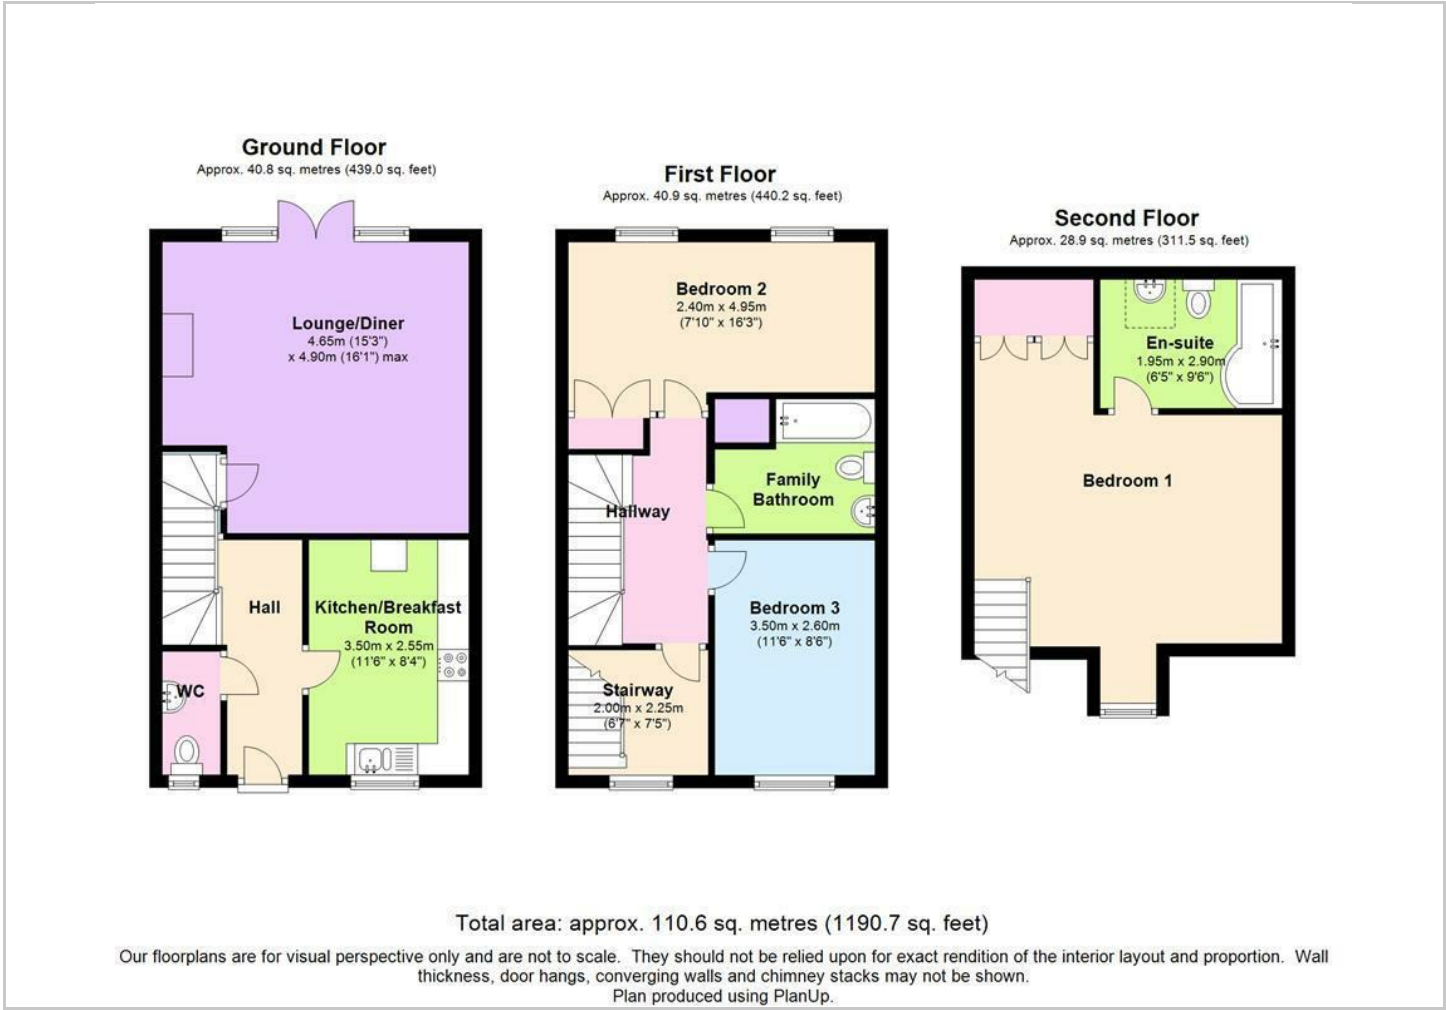 Ground Floor
Approx. 40.8 sq. metres (439.0 sq. feet)
Lounge/Diner
4.65m (15'3")
x 4.90m (16'1") max
Hall
Kitchen/Breakfast
Room
3.50m x 2.55m
(11'6" x 8'4")
WC
First Floor
Approx. 40.9 sq. metres (440.2 sq. feet)
Bedroom 2
2.40m x 4.95m
(7'10" x 16'3")
Family
Bathroom
Hallway
Bedroom 3
3.50m x 2.60m
(11'6" x 8'6")
Stairway
2.00m x 2.25m
(6'7" x 7'5")
Second Floor
Approx. 28.9 sq. metres (311.5 sq. feet)
En-suite
1.95m x 2.90m
(6'5" x 9'6")
Bedroom 1
Total area: approx. 110.6 sq. metres (1190.7 sq. feet)
Our floorplans are for visual perspective only and are not to scale. They should not be relied upon for exact rendition of the interior layout and proportion. Wall
thickness, door hangs, converging walls and chimney stacks may not be shown.
Plan produced using PlanUp.